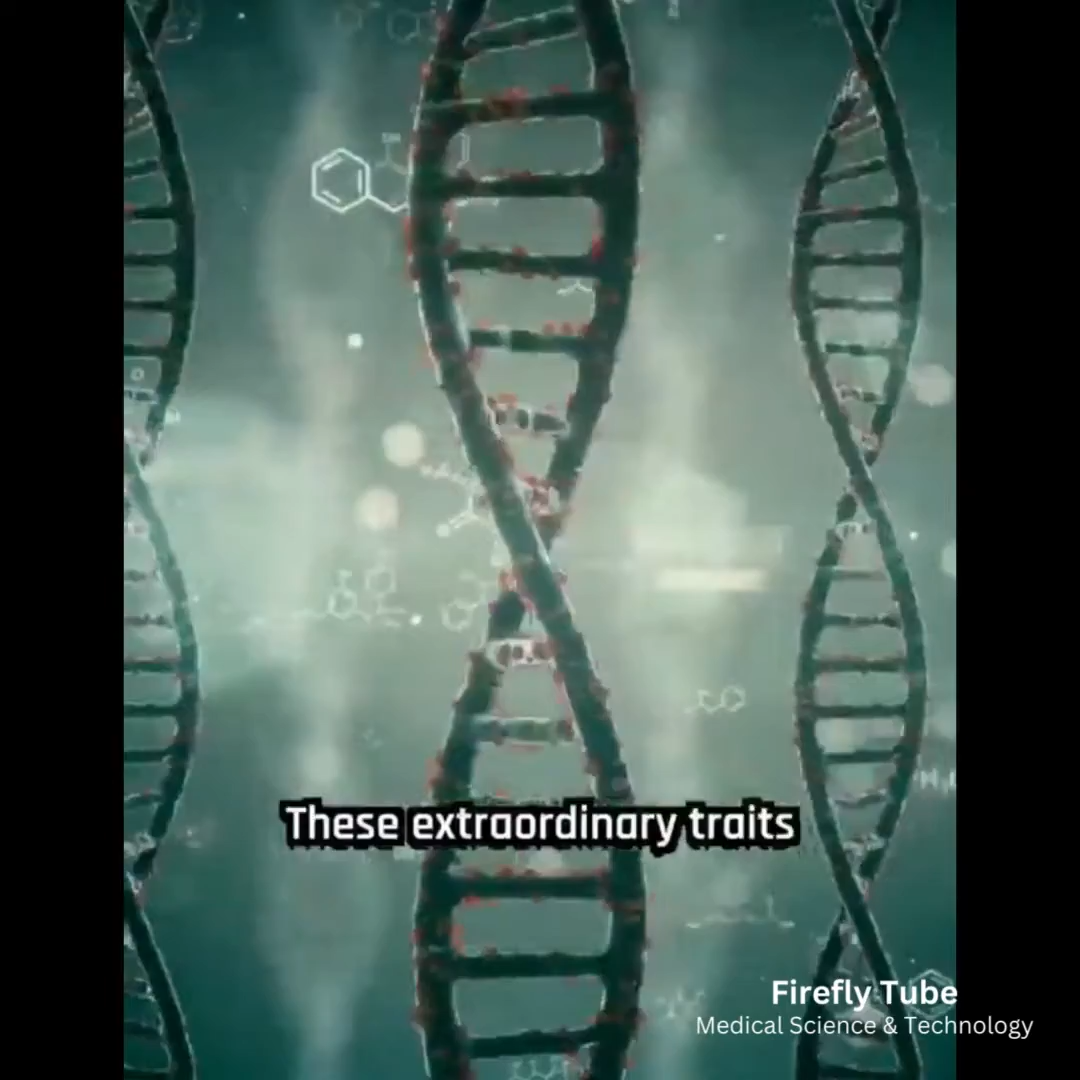 These extraordinary traits
Firefly Tube
Medical Science & Technology